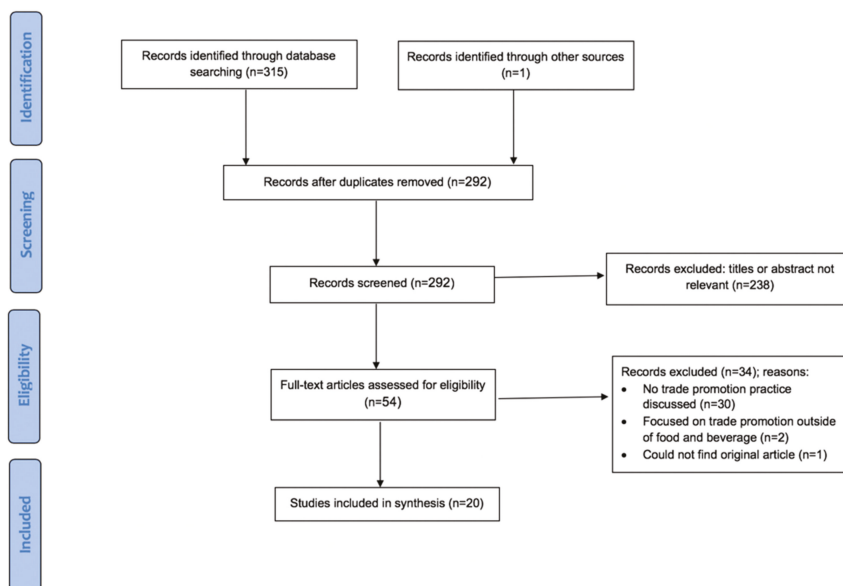 Identification
Records identified through database
searching (n=315)
Records identified through other sources
(n=1)
Records after duplicates removed (n=292)
Screening
Records screened (n=292)
Records excluded: titles or abstract not
relevant (n=238)
Eligibility
Full-text articles assessed for eligibility
(n=54)
Records excluded (n=34); reasons:
• No trade promotion practice
discussed (n=30)
• Focused on trade promotion outside
of food and beverage (n=2)
• Could not find original article (n=1)
Included
Studies included in synthesis (n=20)